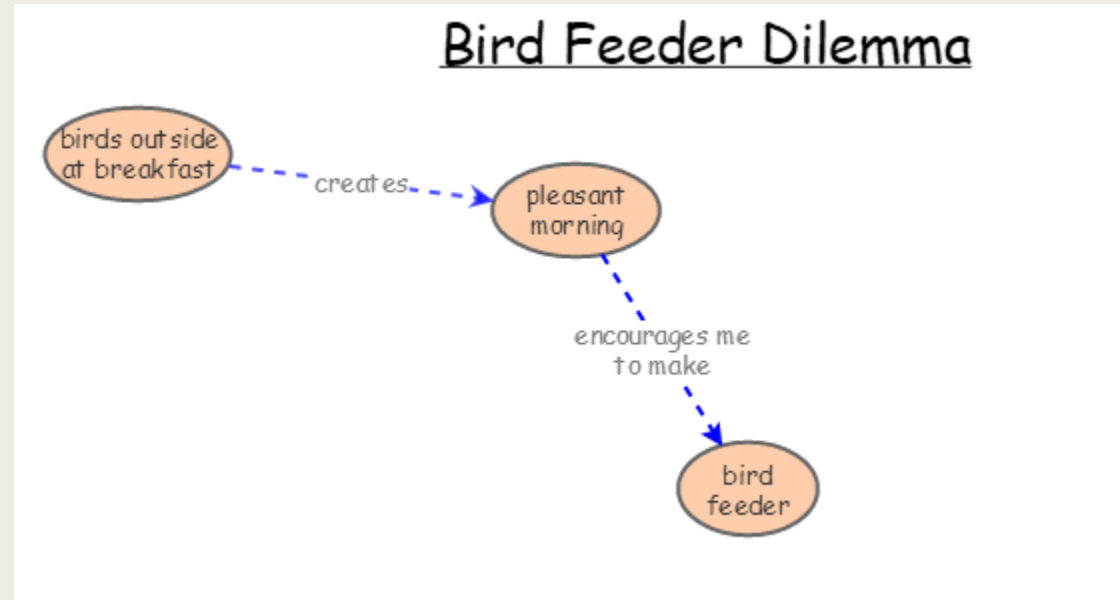 Bird Feeder Dilemma
birds outside
at breakfast
creates
pleasant
morning
encourages me
to make
bird
feeder